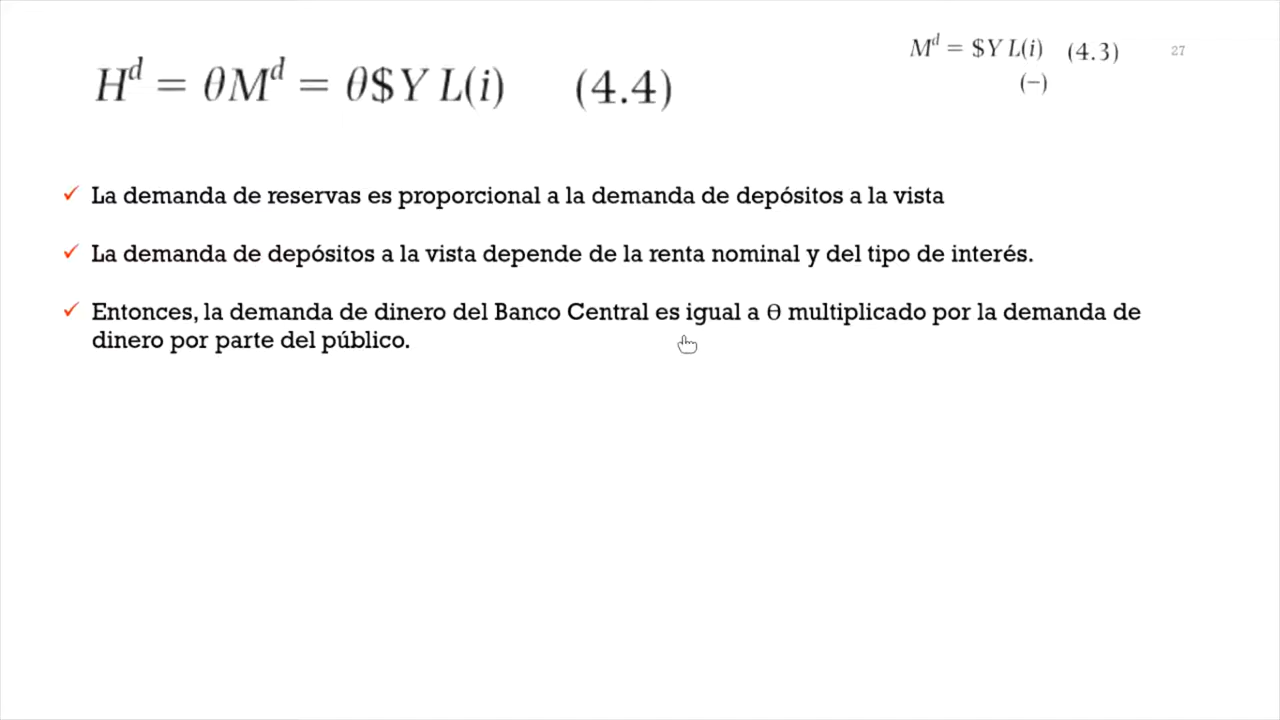 H^d = θM^d = θ$Y L(i) (4.4)
M^d = $Y L(i) (4.3)
(−)
27
✓ La demanda de reservas es proporcional a la demanda de depósitos a la vista
✓ La demanda de depósitos a la vista depende de la renta nominal y del tipo de interés.
✓ Entonces, la demanda de dinero del Banco Central es igual a Ɵ multiplicado por la demanda de
dinero por parte del público.